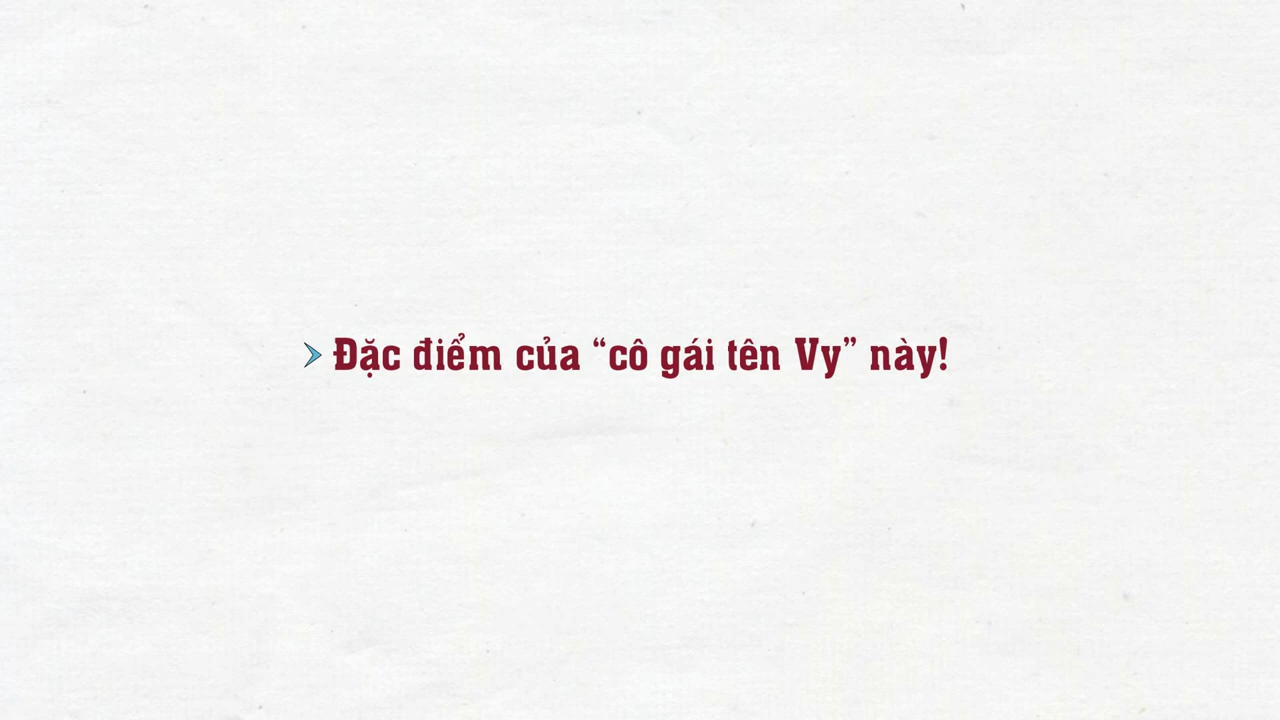 Đặc điểm của “cô gái tên Vy” này!